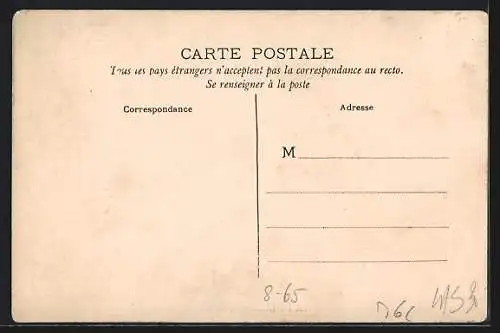 CARTE POSTALE
Tous les pays étrangers n'acceptent pas la correspondance au recto.
Se renseigner à la poste
Correspondance
Adresse
M
8-65